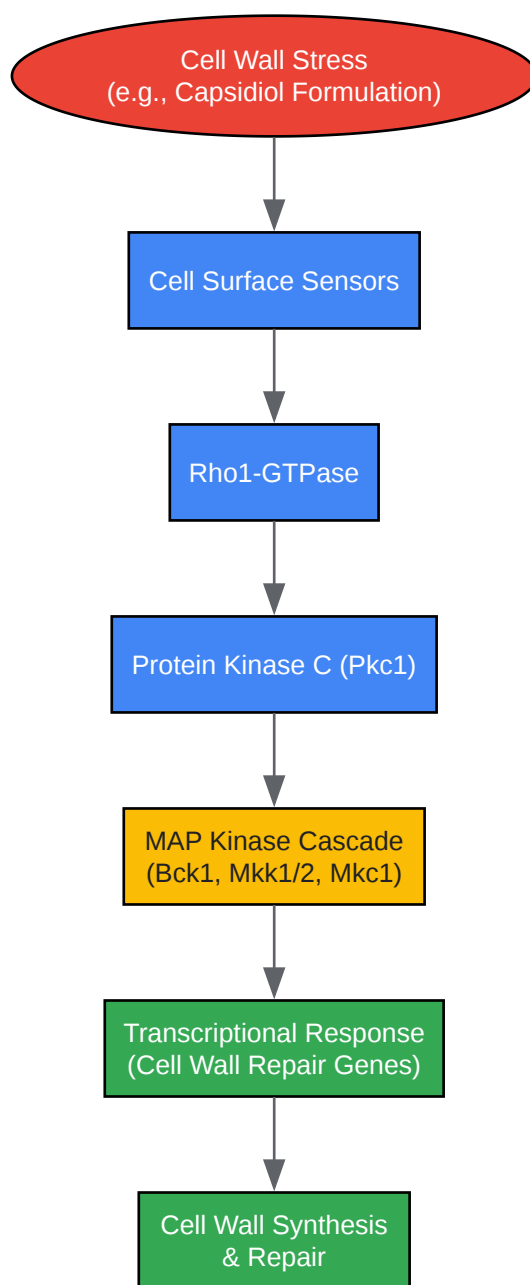 Cell Wall Stress
(e.g., Capsidiol Formulation)
Cell Surface Sensors
Rho1-GTPase
Protein Kinase C (Pkc1)
MAP Kinase Cascade
(Bck1, Mkk1/2, Mkc1)
Transcriptional Response
(Cell Wall Repair Genes)
Cell Wall Synthesis
& Repair